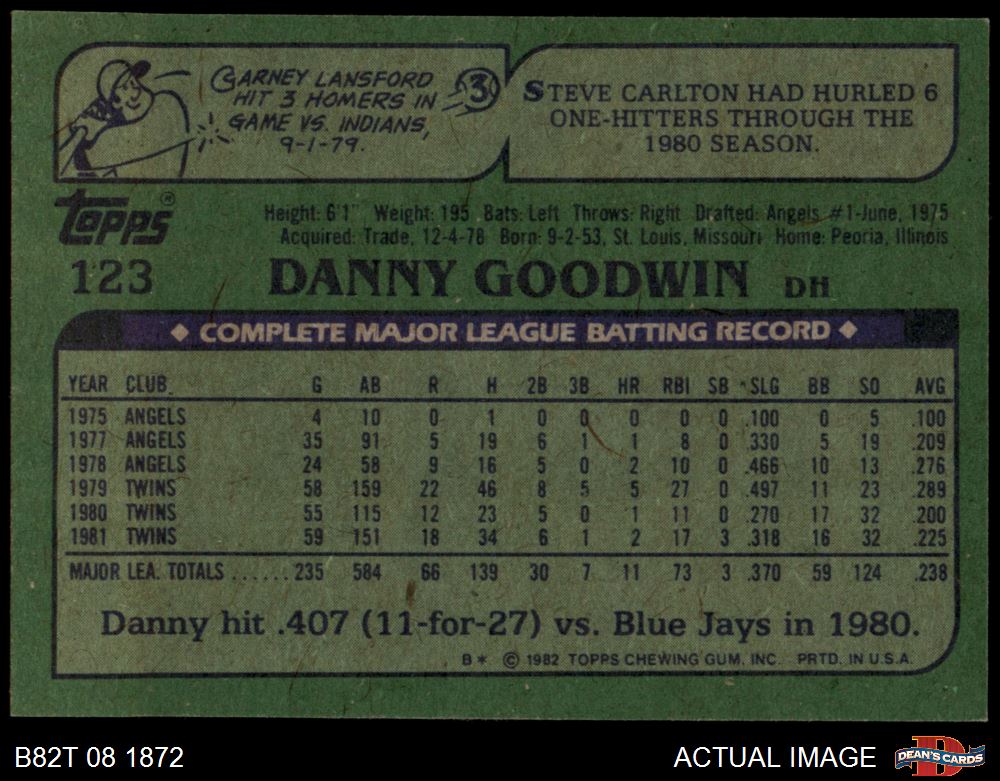 CARNEY LANSFORD
HIT 3 HOMERS IN
GAME VS. INDIANS,
9-1-79.
3
STEVE CARLTON HAD HURLED 6
ONE-HITTERS THROUGH THE
1980 SEASON.
Topps®
Height: 6'1" Weight: 195 Bats: Left Throws: Right Drafted: Angels #1-June, 1975
Acquired: Trade, 12-4-78 Born: 9-2-53, St. Louis, Missouri Home: Peoria, Illinois
123 DANNY GOODWIN DH
◆ COMPLETE MAJOR LEAGUE BATTING RECORD ◆
YEAR CLUB G AB R H 2B 3B HR RBI SB SLG BB SO AVG
1975 ANGELS 4 10 0 1 0 0 0 0 0 .100 0 5 .100
1977 ANGELS 35 91 5 19 6 1 1 8 0 .330 5 19 .209
1978 ANGELS 24 58 9 16 5 0 2 10 0 .466 10 13 .276
1979 TWINS 58 159 22 46 8 5 5 27 0 .497 11 23 .289
1980 TWINS 55 115 12 23 5 0 1 11 0 .270 17 32 .200
1981 TWINS 59 151 18 34 6 1 2 17 3 .318 16 32 .225
MAJOR LEA. TOTALS ......235 584 66 139 30 7 11 73 3 .370 59 124 .238
Danny hit .407 (11-for-27) vs. Blue Jays in 1980.
B* © 1982 TOPPS CHEWING GUM, INC. PRTD. IN U.S.A.
B82T 08 1872
ACTUAL IMAGE
D
DEAN'S CARDS